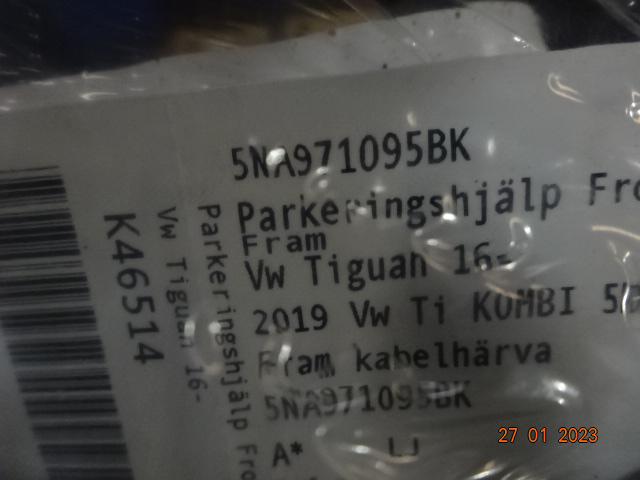 5NA971095BK
Parkeringshjälp Fro
Fram
Vw Tiguan 16-
2019 Vw Ti KOMBI
Fram kabelhärva
5NA971095BK
A* LJ
Parkeringshjälp Fro
Vw Tiguan 16-
K46514
27 01 2023